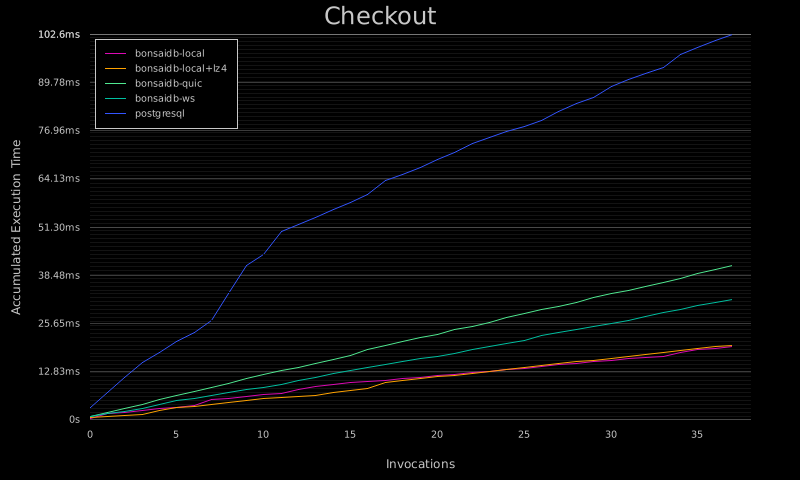 Checkout
102.6ms
89.78ms
76.96ms
64.13ms
51.30ms
38.48ms
25.65ms
12.83ms
0s
bonsaidb-local
bonsaidb-local+lz4
bonsaidb-quic
bonsaidb-ws
postgresql
Accumulated Execution Time
0 5 10 15 20 25 30 35
Invocations